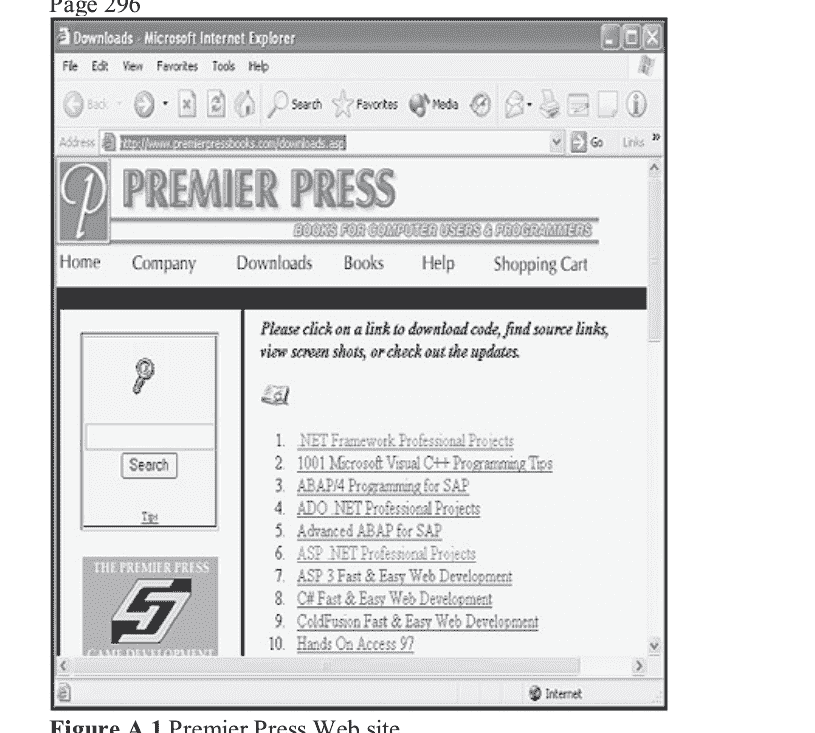 Page 296
Downloads - Microsoft Internet Explorer
File Edit View Favorites Tools Help
Back Search Favorites Media
Address http://www.premierpressbooks.com/downloads.asp Go Links »
PREMIER PRESS
BOOKS FOR COMPUTER USERS & PROGRAMMERS
Home Company Downloads Books Help Shopping Cart
Please click on a link to download code, find source links,
view screen shots, or check out the updates.
1. .NET Framework Professional Projects
2. 1001 Microsoft Visual C++ Programming Tips
3. ABAP/4 Programming for SAP
4. ADO .NET Professional Projects
5. Advanced ABAP for SAP
6. ASP .NET Professional Projects
7. ASP 3 Fast & Easy Web Development
8. C# Fast & Easy Web Development
9. ColdFusion Fast & Easy Web Development
10. Hands On Access 97
Search
Tips
THE PREMIER PRESS
GAME DEVELOPMENT
Internet
Figure A.1 Premier Press Web site